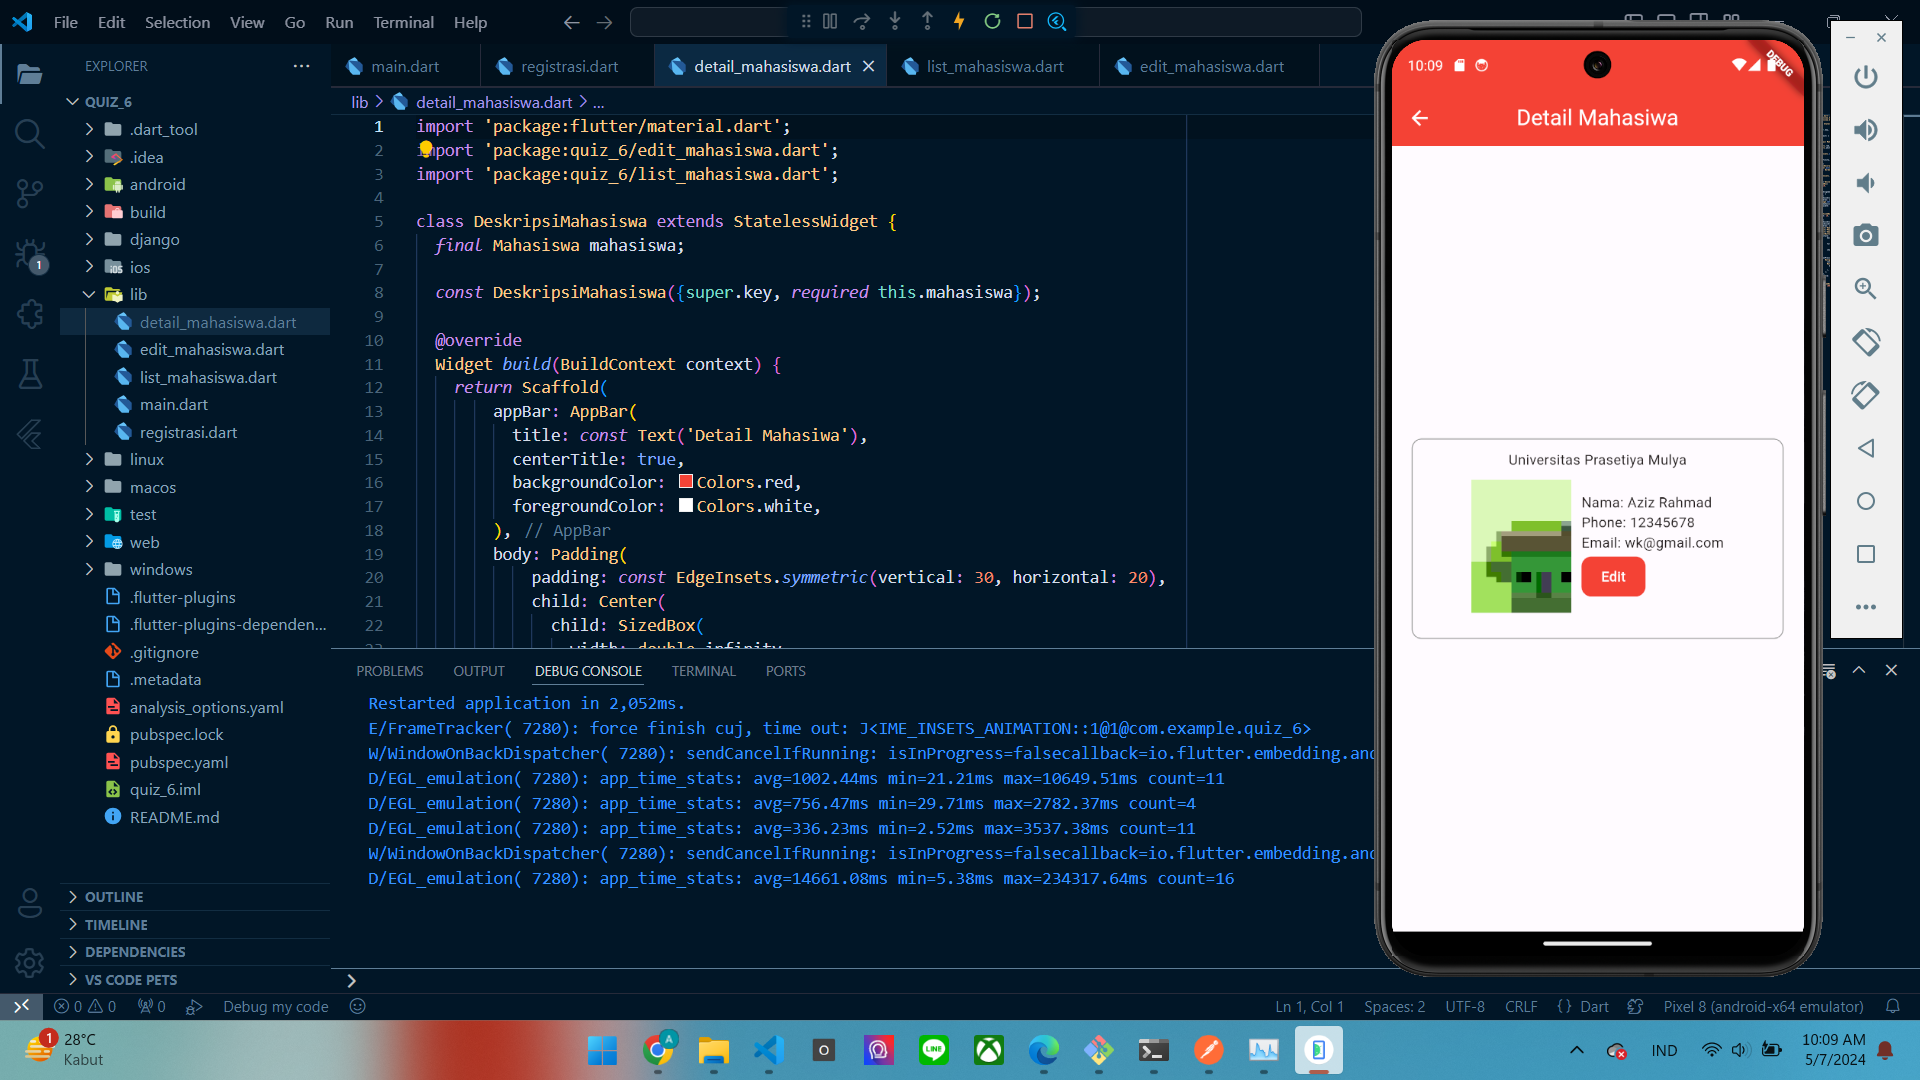 File Edit Selection View Go Run Terminal Help
EXPLORER
QUIZ_6
.dart_tool
.idea
android
build
django
ios
lib
detail_mahasiswa.dart
edit_mahasiswa.dart
list_mahasiswa.dart
main.dart
registrasi.dart
linux
macos
test
web
windows
.flutter-plugins
.flutter-plugins-dependen...
.gitignore
.metadata
analysis_options.yaml
pubspec.lock
pubspec.yaml
quiz_6.iml
README.md
OUTLINE
TIMELINE
DEPENDENCIES
VS CODE PETS
1
main.dart registrasi.dart detail_mahasiswa.dart list_mahasiswa.dart edit_mahasiswa.dart
lib > detail_mahasiswa.dart > ...
1 import 'package:flutter/material.dart';
2 import 'package:quiz_6/edit_mahasiswa.dart';
3 import 'package:quiz_6/list_mahasiswa.dart';
4
5 class DeskripsiMahasiswa extends StatelessWidget {
6 final Mahasiswa mahasiswa;
7
8 const DeskripsiMahasiswa({super.key, required this.mahasiswa});
9
10 @override
11 Widget build(BuildContext context) {
12 return Scaffold(
13 appBar: AppBar(
14 title: const Text('Detail Mahasiwa'),
15 centerTitle: true,
16 backgroundColor: Colors.red,
17 foregroundColor: Colors.white,
18 ), // AppBar
19 body: Padding(
20 padding: const EdgeInsets.symmetric(vertical: 30, horizontal: 20),
21 child: Center(
22 child: SizedBox(
23 width: double.infinity,
PROBLEMS OUTPUT DEBUG CONSOLE TERMINAL PORTS
Restarted application in 2,052ms.
E/FrameTracker( 7280): force finish cuj, time out: J<IME_INSETS_ANIMATION::1@1@com.example.quiz_6>
W/WindowOnBackDispatcher( 7280): sendCancelIfRunning: isInProgress=falsecallback=io.flutter.embedding.and
D/EGL_emulation( 7280): app_time_stats: avg=1002.44ms min=21.21ms max=10649.51ms count=11
D/EGL_emulation( 7280): app_time_stats: avg=756.47ms min=29.71ms max=2782.37ms count=4
D/EGL_emulation( 7280): app_time_stats: avg=336.23ms min=2.52ms max=3537.38ms count=11
W/WindowOnBackDispatcher( 7280): sendCancelIfRunning: isInProgress=falsecallback=io.flutter.embedding.and
D/EGL_emulation( 7280): app_time_stats: avg=14661.08ms min=5.38ms max=234317.64ms count=16
10:09
DEBUG
Detail Mahasiwa
Universitas Prasetiya Mulya
Nama: Aziz Rahmad
Phone: 12345678
Email: wk@gmail.com
Edit
0 0 0 Debug my code Ln 1, Col 1 Spaces: 2 UTF-8 CRLF {} Dart Pixel 8 (android-x64 emulator)
1
28°C
Kabut
A
O
LINE
IND
10:09 AM
5/7/2024